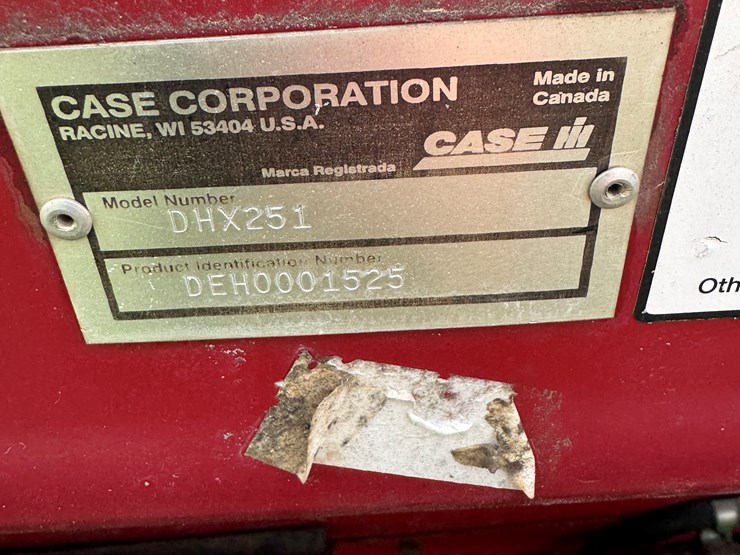 CASE CORPORATION
RACINE, WI 53404 U.S.A.
Made in
Canada
CASE IH
Marca Registrada
Model Number
DHX251
Product Identification Number
DEH0001525
Oth